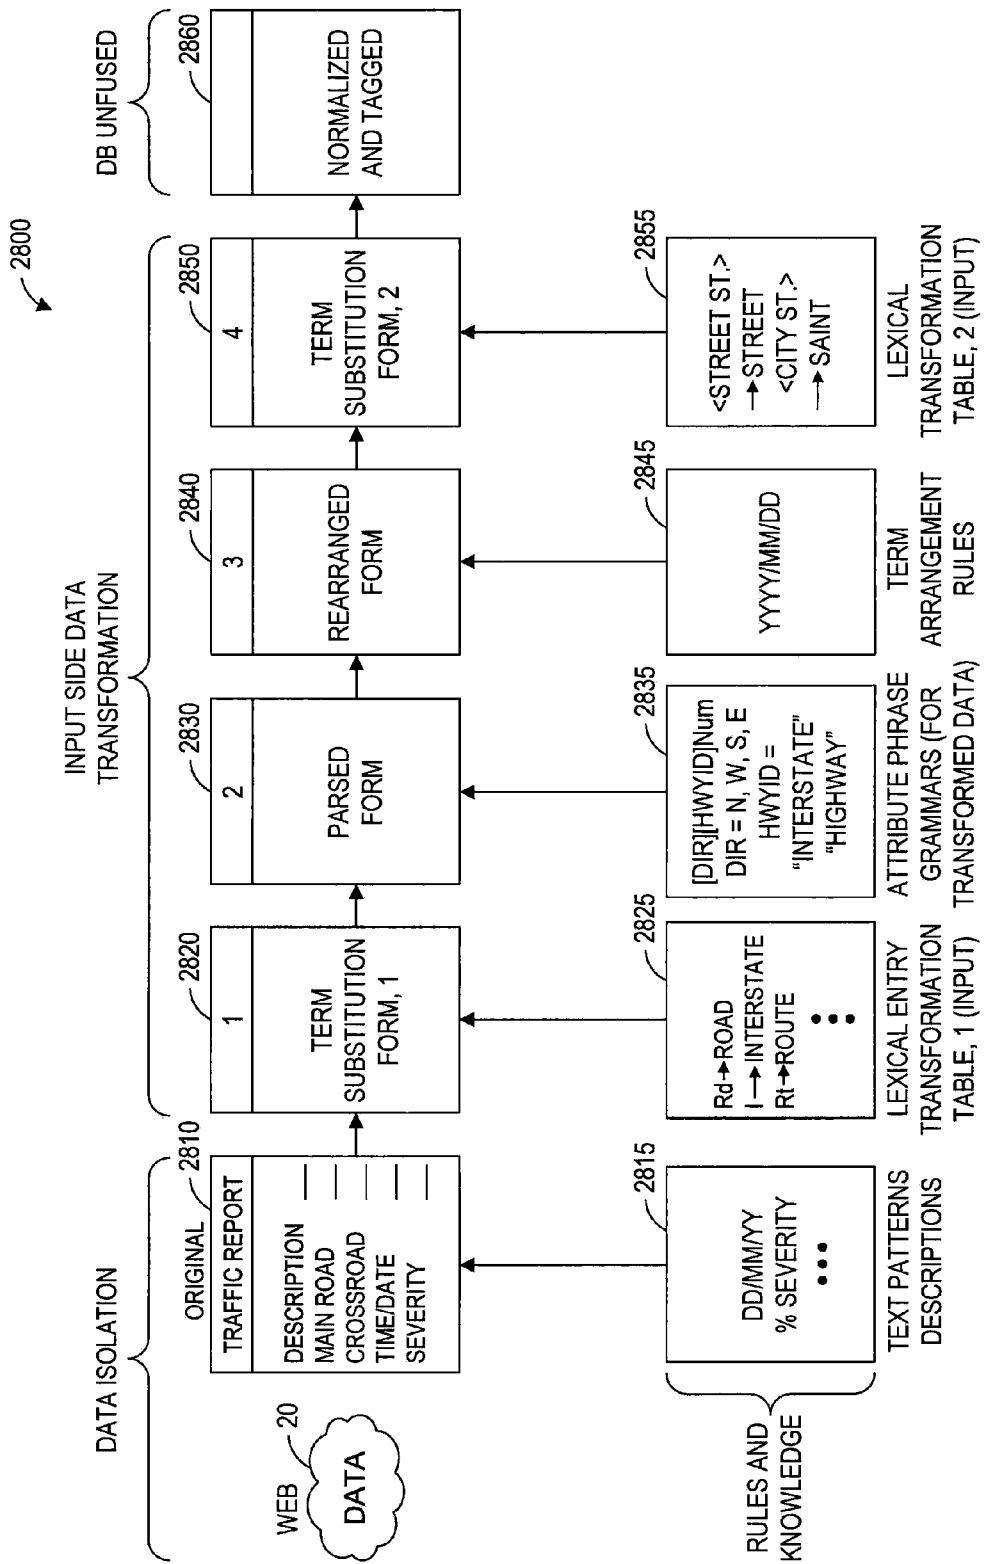 2800
DATA ISOLATION
INPUT SIDE DATA
TRANSFORMATION
DB UNFUSED
WEB
20
DATA
ORIGINAL
2810
TRAFFIC REPORT
DESCRIPTION
MAIN ROAD
CROSSROAD
TIME/DATE
SEVERITY
2820
1
TERM
SUBSTITUTION
FORM, 1
2830
2
PARSED
FORM
2840
3
REARRANGED
FORM
2850
4
TERM
SUBSTITUTION
FORM, 2
2860
NORMALIZED
AND TAGGED
RULES AND
KNOWLEDGE
2815
DD/MM/YY
% SEVERITY
•••
TEXT PATTERNS
DESCRIPTIONS
2825
Rd→ROAD
I→INTERSTATE
Rt→ROUTE
•••
LEXICAL ENTRY
TRANSFORMATION
TABLE, 1 (INPUT)
2835
[DIR][HWYID]Num
DIR = N, W, S, E
HWYID =
“INTERSTATE”
“HIGHWAY”
ATTRIBUTE PHRASE
GRAMMARS (FOR
TRANSFORMED DATA)
2845
YYYY/MM/DD
TERM
ARRANGEMENT
RULES
2855
<STREET ST.>
→STREET
<CITY ST.>
→SAINT
LEXICAL
TRANSFORMATION
TABLE, 2 (INPUT)